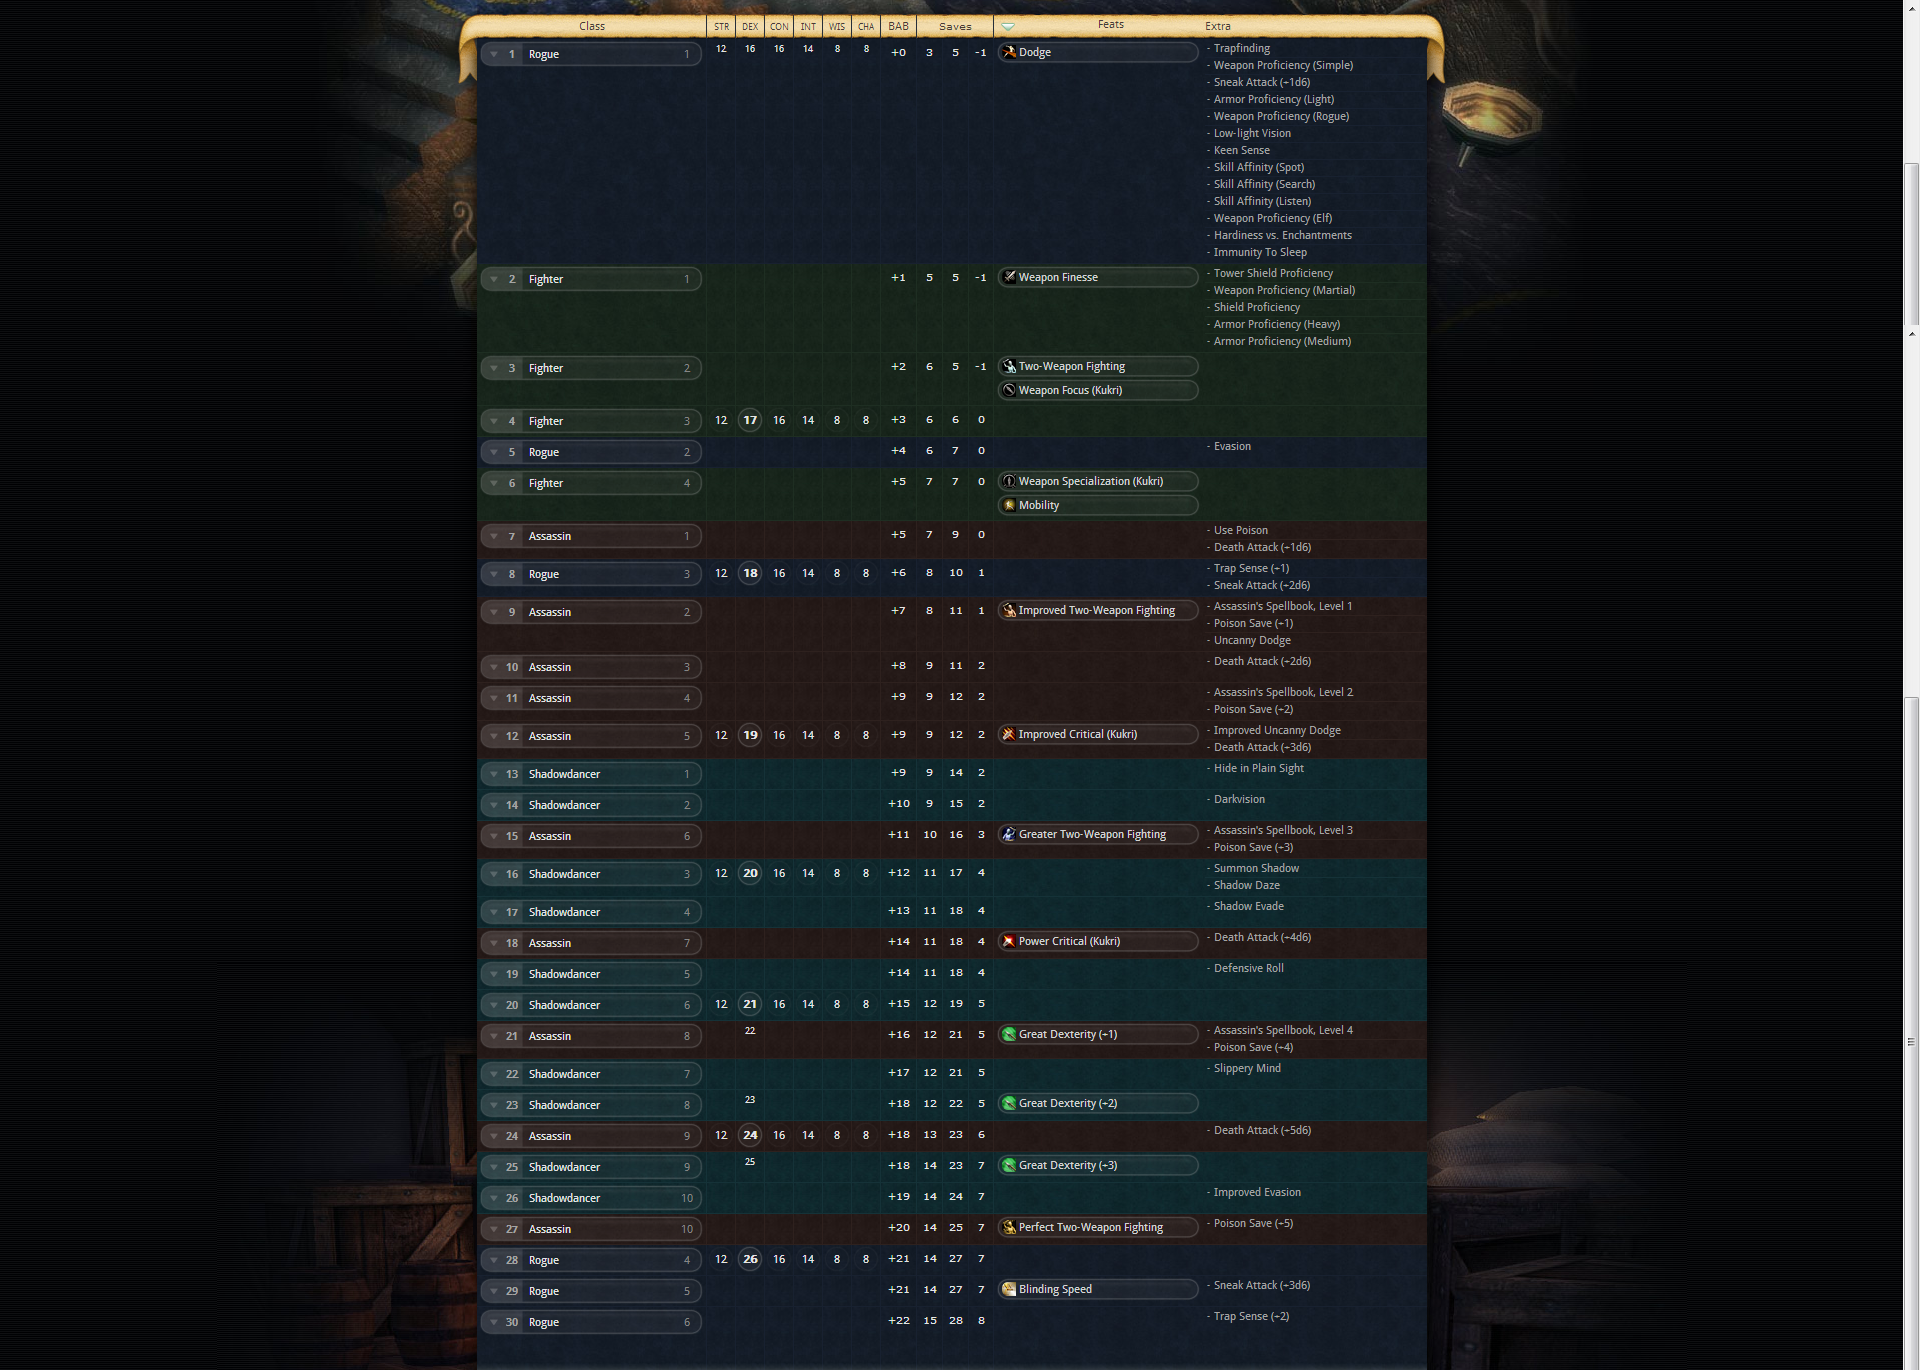 Class STR DEX CON INT WIS CHA BAB Saves Feats Extra
1 Rogue 1 12 16 16 14 8 8 +0 3 5 -1 Dodge - Trapfinding
- Weapon Proficiency (Simple)
- Sneak Attack (+1d6)
- Armor Proficiency (Light)
- Weapon Proficiency (Rogue)
- Low-light Vision
- Keen Sense
- Skill Affinity (Spot)
- Skill Affinity (Search)
- Skill Affinity (Listen)
- Weapon Proficiency (Elf)
- Hardiness vs. Enchantments
- Immunity To Sleep
2 Fighter 1 +1 5 5 -1 Weapon Finesse - Tower Shield Proficiency
- Weapon Proficiency (Martial)
- Shield Proficiency
- Armor Proficiency (Heavy)
- Armor Proficiency (Medium)
3 Fighter 2 +2 6 5 -1 Two-Weapon Fighting
Weapon Focus (Kukri)
4 Fighter 3 12 17 16 14 8 8 +3 6 6 0
5 Rogue 2 +4 6 7 0 - Evasion
6 Fighter 4 +5 7 7 0 Weapon Specialization (Kukri)
Mobility
7 Assassin 1 +5 7 9 0 - Use Poison
- Death Attack (+1d6)
8 Rogue 3 12 18 16 14 8 8 +6 8 10 1 - Trap Sense (+1)
- Sneak Attack (+2d6)
9 Assassin 2 +7 8 11 1 Improved Two-Weapon Fighting - Assassin's Spellbook, Level 1
- Poison Save (+1)
- Uncanny Dodge
10 Assassin 3 +8 9 11 2 - Death Attack (+2d6)
11 Assassin 4 +9 9 12 2 - Assassin's Spellbook, Level 2
- Poison Save (+2)
12 Assassin 5 12 19 16 14 8 8 +9 9 12 2 Improved Critical (Kukri) - Improved Uncanny Dodge
- Death Attack (+3d6)
13 Shadowdancer 1 +9 9 14 2 - Hide in Plain Sight
14 Shadowdancer 2 +10 9 15 2 - Darkvision
15 Assassin 6 +11 10 16 3 Greater Two-Weapon Fighting - Assassin's Spellbook, Level 3
- Poison Save (+3)
16 Shadowdancer 3 12 20 16 14 8 8 +12 11 17 4 - Summon Shadow
- Shadow Daze
17 Shadowdancer 4 +13 11 18 4 - Shadow Evade
18 Assassin 7 +14 11 18 4 Power Critical (Kukri) - Death Attack (+4d6)
19 Shadowdancer 5 +14 11 18 4 - Defensive Roll
20 Shadowdancer 6 12 21 16 14 8 8 +15 12 19 5
21 Assassin 8 22 +16 12 21 5 Great Dexterity (+1) - Assassin's Spellbook, Level 4
- Poison Save (+4)
22 Shadowdancer 7 +17 12 21 5 - Slippery Mind
23 Shadowdancer 8 23 +18 12 22 5 Great Dexterity (+2)
24 Assassin 9 12 24 16 14 8 8 +18 13 23 6 - Death Attack (+5d6)
25 Shadowdancer 9 25 +18 14 23 7 Great Dexterity (+3)
26 Shadowdancer 10 +19 14 24 7 - Improved Evasion
27 Assassin 10 +20 14 25 7 Perfect Two-Weapon Fighting - Poison Save (+5)
28 Rogue 4 12 26 16 14 8 8 +21 14 27 7
29 Rogue 5 +21 14 27 7 Blinding Speed - Sneak Attack (+3d6)
30 Rogue 6 +22 15 28 8 - Trap Sense (+2)